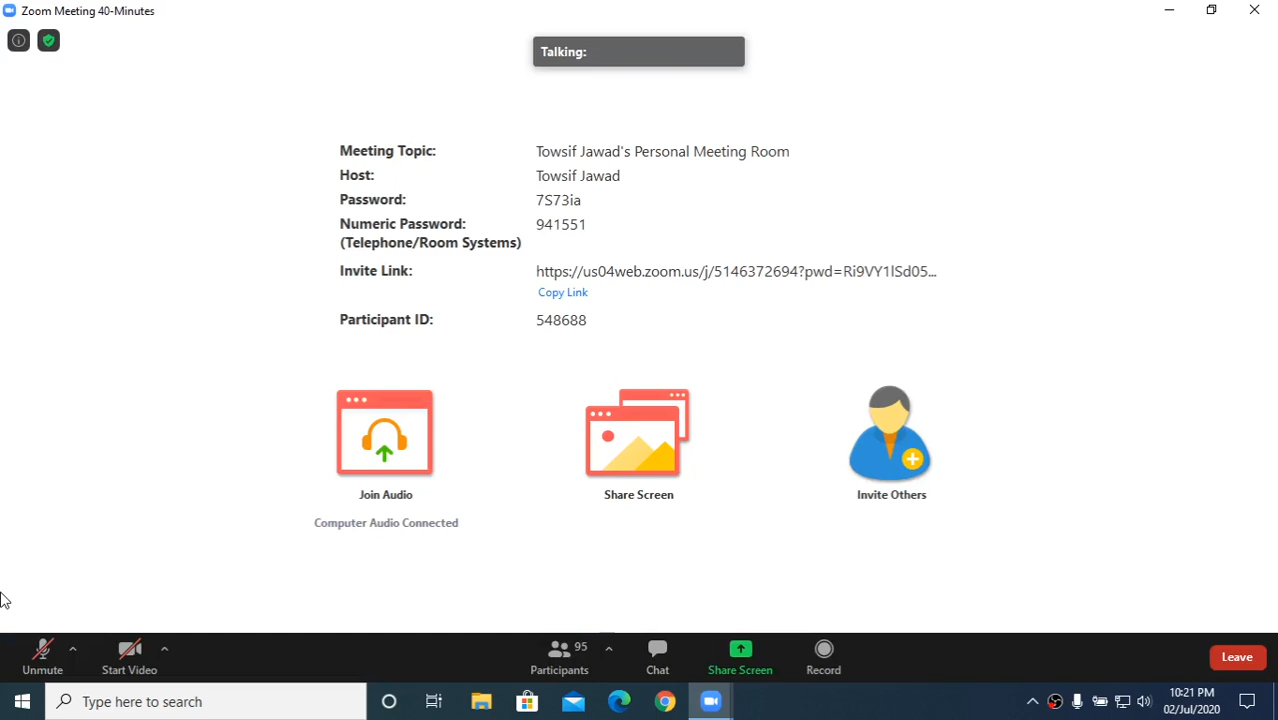 Zoom Meeting 40-Minutes
Talking:
Meeting Topic: Towsif Jawad's Personal Meeting Room
Host: Towsif Jawad
Password: 7S73ia
Numeric Password: 941551
(Telephone/Room Systems)
Invite Link: https://us04web.zoom.us/j/5146372694?pwd=Ri9VY1lSd05...
Copy Link
Participant ID: 548688
Join Audio Share Screen Invite Others
Computer Audio Connected
95
Unmute Start Video Participants Chat Share Screen Record Leave
Type here to search
10:21 PM
02/Jul/2020